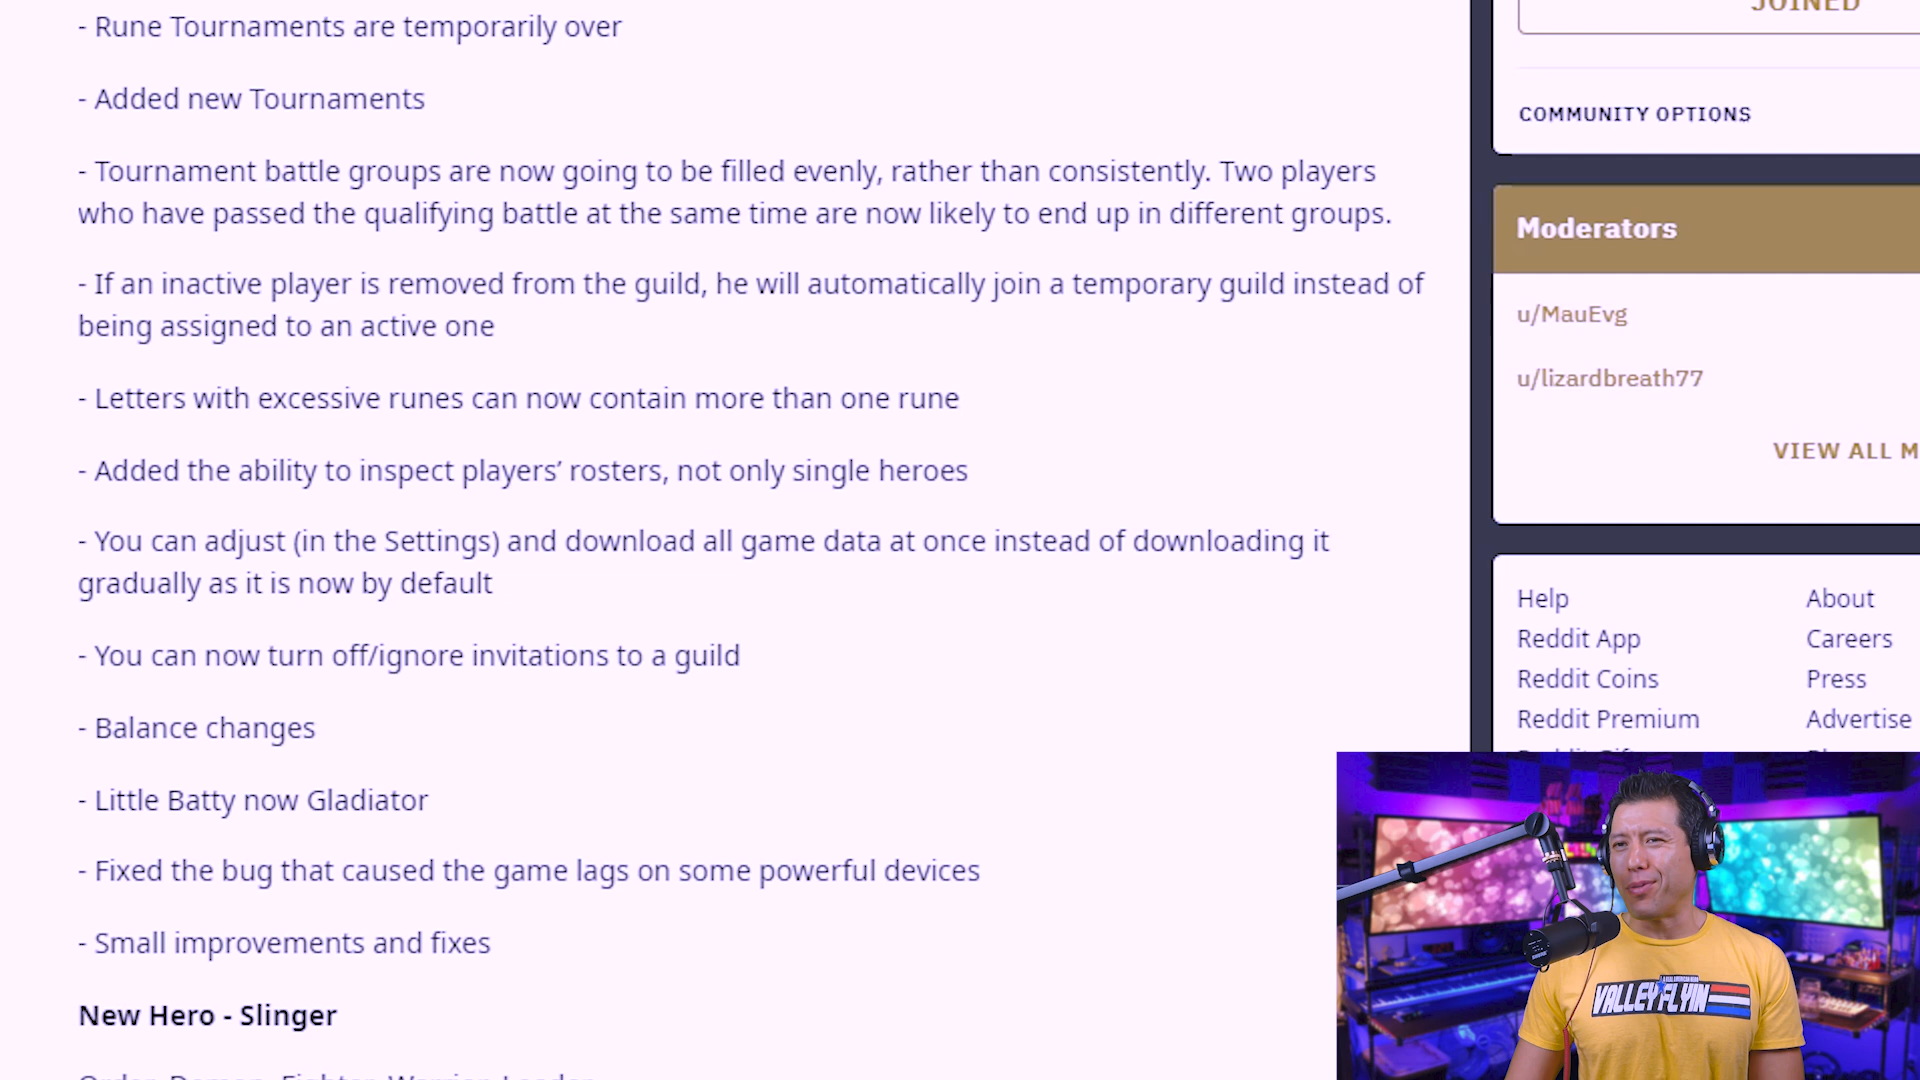 - Rune Tournaments are temporarily over
- Added new Tournaments
- Tournament battle groups are now going to be filled evenly, rather than consistently. Two players
who have passed the qualifying battle at the same time are now likely to end up in different groups.
- If an inactive player is removed from the guild, he will automatically join a temporary guild instead of
being assigned to an active one
- Letters with excessive runes can now contain more than one rune
- Added the ability to inspect players’ rosters, not only single heroes
- You can adjust (in the Settings) and download all game data at once instead of downloading it
gradually as it is now by default
- You can now turn off/ignore invitations to a guild
- Balance changes
- Little Batty now Gladiator
- Fixed the bug that caused the game lags on some powerful devices
- Small improvements and fixes
New Hero - Slinger
JOINED
COMMUNITY OPTIONS
Moderators
u/MauEvg
u/lizardbreath77
VIEW ALL M
Help About
Reddit App Careers
Reddit Coins Press
Reddit Premium Advertise
VALLEY FLYIN